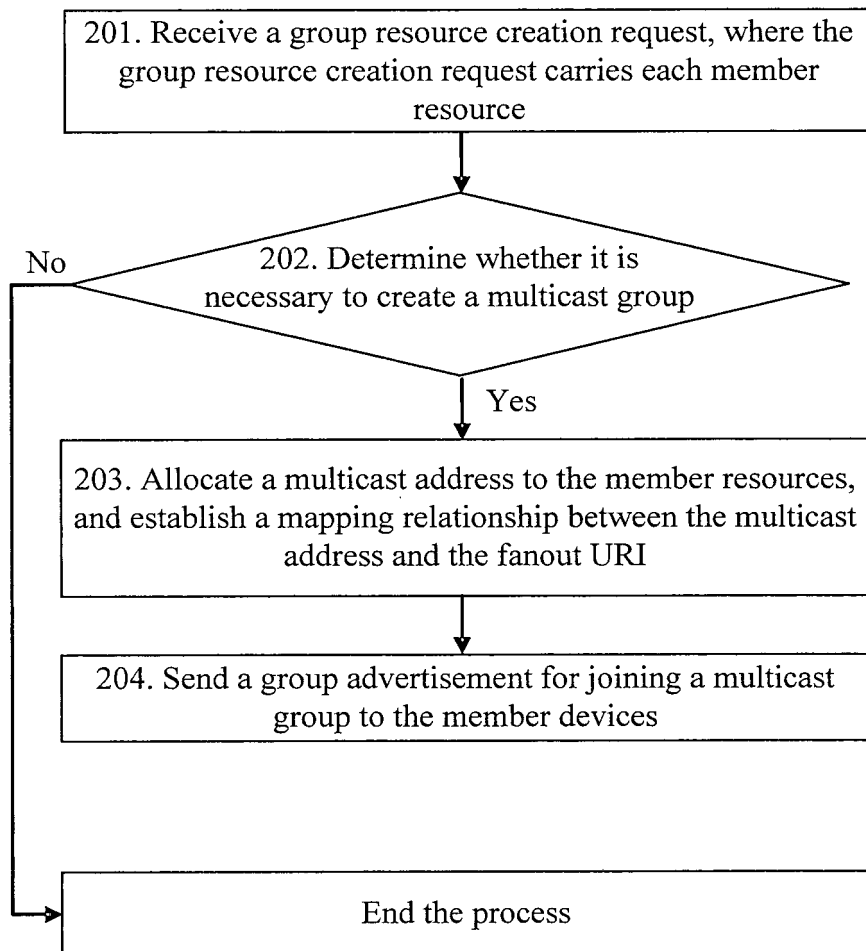 201. Receive a group resource creation request, where the
group resource creation request carries each member
resource
No
202. Determine whether it is
necessary to create a multicast group
Yes
203. Allocate a multicast address to the member resources,
and establish a mapping relationship between the multicast
address and the fanout URI
204. Send a group advertisement for joining a multicast
group to the member devices
End the process